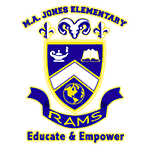 M.A. JONES ELEMENTARY
RAMS
Educate & Empower